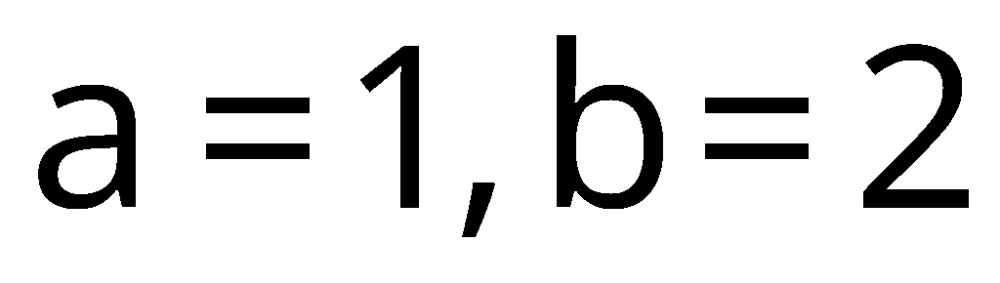 a = 1, b = 2